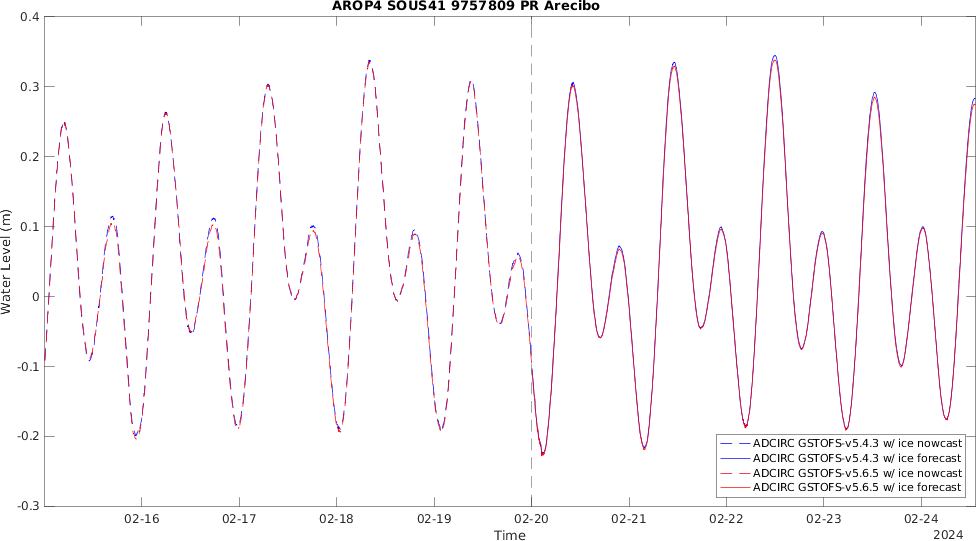 AROP4 SOUS41 9757809 PR Arecibo
0.4
0.3
0.2
0.1
0
-0.1
-0.2
-0.3
Water Level (m)
ADCIRC GSTOFS-v5.4.3 w/ ice nowcast
ADCIRC GSTOFS-v5.4.3 w/ ice forecast
ADCIRC GSTOFS-v5.6.5 w/ ice nowcast
ADCIRC GSTOFS-v5.6.5 w/ ice forecast
02-16 02-17 02-18 02-19 02-20 02-21 02-22 02-23 02-24
Time 2024